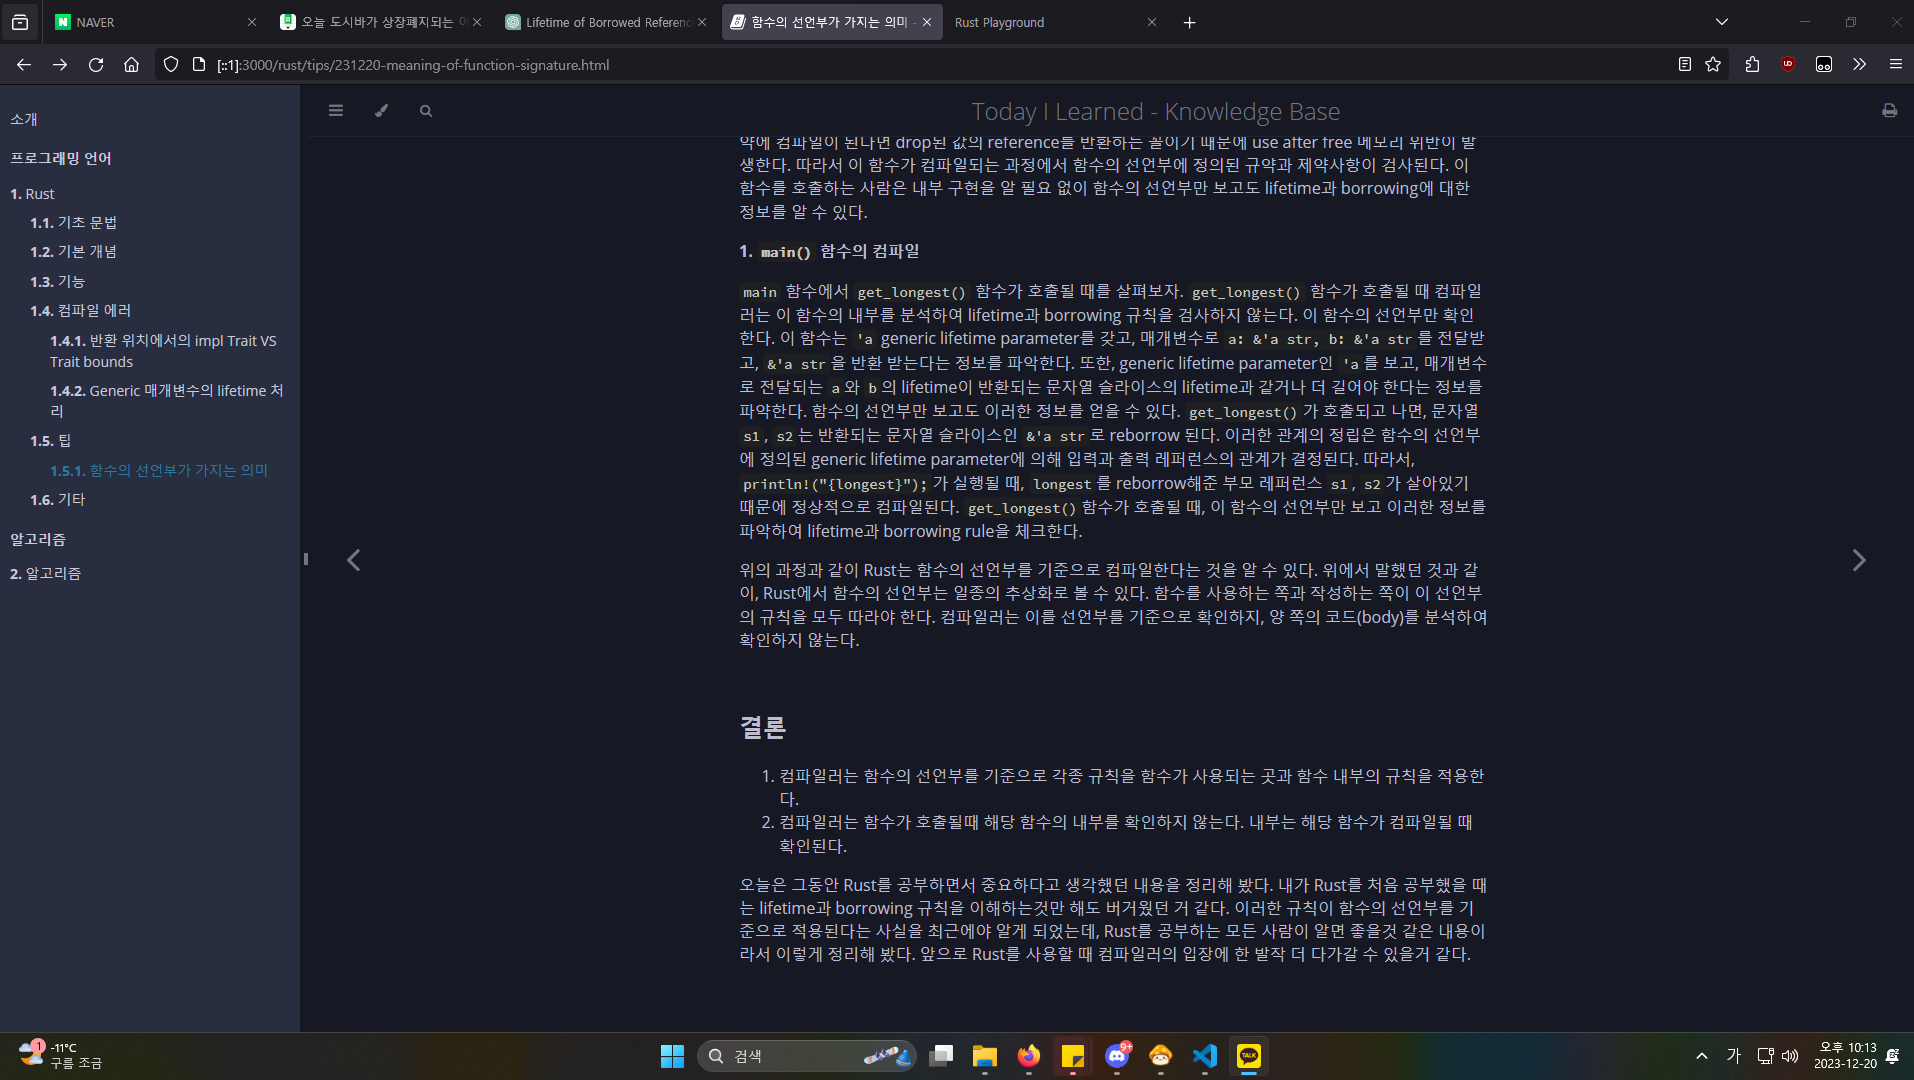 NAVER
오늘 도시바가 상장폐지되는 이
Lifetime of Borrowed Referenc
함수의 선언부가 가지는 의미 -
Rust Playground
[::1]:3000/rust/tips/231220-meaning-of-function-signature.html
소개
프로그래밍 언어
1. Rust
1.1. 기초 문법
1.2. 기본 개념
1.3. 기능
1.4. 컴파일 에러
1.4.1. 반환 위치에서의 impl Trait VS
Trait bounds
1.4.2. Generic 매개변수의 lifetime 처
리
1.5. 팁
1.5.1. 함수의 선언부가 가지는 의미
1.6. 기타
알고리즘
2. 알고리즘
Today I Learned - Knowledge Base
약에 컴파일이 된다면 drop된 값의 reference를 반환하는 꼴이기 때문에 use after free 메모리 위반이 발
생한다. 따라서 이 함수가 컴파일되는 과정에서 함수의 선언부에 정의된 규약과 제약사항이 검사된다. 이
함수를 호출하는 사람은 내부 구현을 알 필요 없이 함수의 선언부만 보고도 lifetime과 borrowing에 대한
정보를 알 수 있다.
1. main() 함수의 컴파일
main 함수에서 get_longest() 함수가 호출될 때를 살펴보자. get_longest() 함수가 호출될 때 컴파일
러는 이 함수의 내부를 분석하여 lifetime과 borrowing 규칙을 검사하지 않는다. 이 함수의 선언부만 확인
한다. 이 함수는 'a generic lifetime parameter를 갖고, 매개변수로 a: &'a str, b: &'a str 를 전달받
고, &'a str 을 반환 받는다는 정보를 파악한다. 또한, generic lifetime parameter인 'a 를 보고, 매개변수
로 전달되는 a 와 b 의 lifetime이 반환되는 문자열 슬라이스의 lifetime과 같거나 더 길어야 한다는 정보를
파악한다. 함수의 선언부만 보고도 이러한 정보를 얻을 수 있다. get_longest() 가 호출되고 나면, 문자열
s1 , s2 는 반환되는 문자열 슬라이스인 &'a str 로 reborrow 된다. 이러한 관계의 정립은 함수의 선언부
에 정의된 generic lifetime parameter에 의해 입력과 출력 레퍼런스의 관계가 결정된다. 따라서,
println!("{longest}"); 가 실행될 때, longest 를 reborrow해준 부모 레퍼런스 s1 , s2 가 살아있기
때문에 정상적으로 컴파일된다. get_longest() 함수가 호출될 때, 이 함수의 선언부만 보고 이러한 정보를
파악하여 lifetime과 borrowing rule을 체크한다.
위의 과정과 같이 Rust는 함수의 선언부를 기준으로 컴파일한다는 것을 알 수 있다. 위에서 말했던 것과 같
이, Rust에서 함수의 선언부는 일종의 추상화로 볼 수 있다. 함수를 사용하는 쪽과 작성하는 쪽이 이 선언부
의 규칙을 모두 따라야 한다. 컴파일러는 이를 선언부를 기준으로 확인하지, 양 쪽의 코드(body)를 분석하여
확인하지 않는다.
결론
1. 컴파일러는 함수의 선언부를 기준으로 각종 규칙을 함수가 사용되는 곳과 함수 내부의 규칙을 적용한
다.
2. 컴파일러는 함수가 호출될때 해당 함수의 내부를 확인하지 않는다. 내부는 해당 함수가 컴파일될 때
확인된다.
오늘은 그동안 Rust를 공부하면서 중요하다고 생각했던 내용을 정리해 봤다. 내가 Rust를 처음 공부했을 때
는 lifetime과 borrowing 규칙을 이해하는것만 해도 버거웠던 거 같다. 이러한 규칙이 함수의 선언부를 기
준으로 적용된다는 사실을 최근에야 알게 되었는데, Rust를 공부하는 모든 사람이 알면 좋을것 같은 내용이
라서 이렇게 정리해 봤다. 앞으로 Rust를 사용할 때 컴파일러의 입장에 한 발작 더 다가갈 수 있을거 같다.
1
-11°C
구름 조금
검색
9+
TALK
가
오후 10:13
2023-12-20